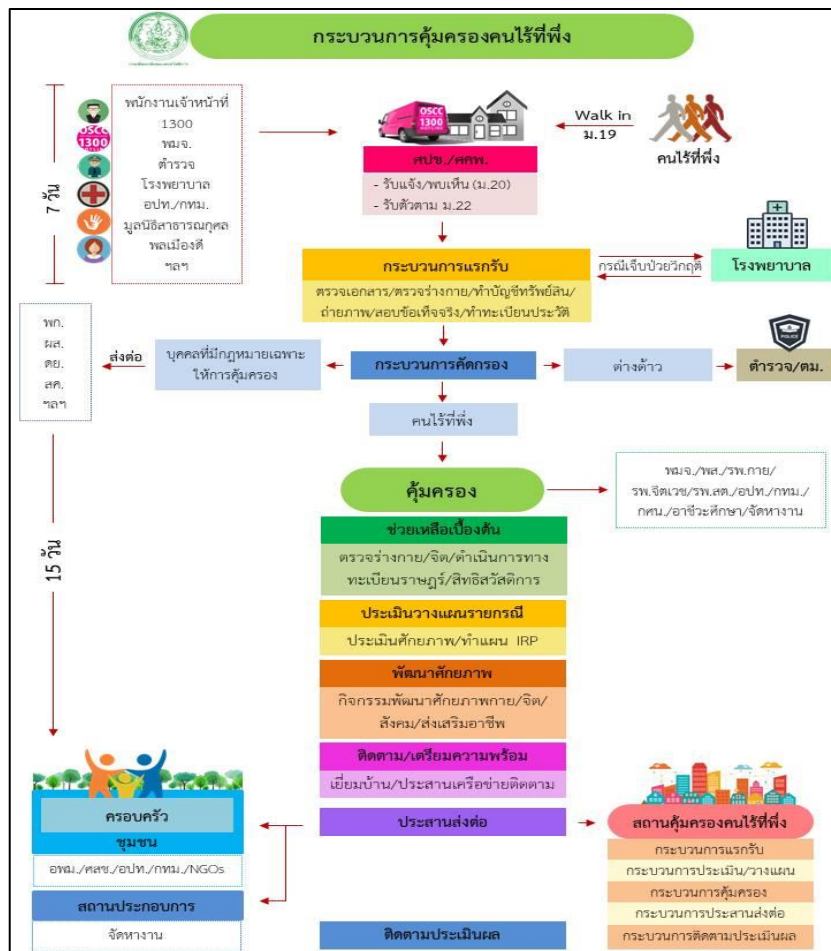 กระบวนการคุ้มครองคนไร้ที่พึ่ง
7 วัน
OSCC
1300
พนักงานเจ้าหน้าที่
1300
พมจ.
ตำรวจ
โรงพยาบาล
อปท./กทม.
มูลนิธิสาธารณกุศล
พลเมืองดี
ฯลฯ
OSCC
1300
Walk in
ม.19
คนไร้ที่พึ่ง
ศปช./ศคพ.
- รับแจ้ง/พบเห็น (ม.20)
- รับตัวตาม ม.22
กระบวนการแรกรับ
ตรวจเอกสาร/ตรวจร่างกาย/ทำบัญชีทรัพย์สิน/
ถ่ายภาพ/สอบข้อเท็จจริง/ทำทะเบียนประวัติ
กรณีเจ็บป่วยวิกฤติ
โรงพยาบาล
พก.
ผส.
ดย.
สค.
ฯลฯ
ส่งต่อ
บุคคลที่มีกฎหมายเฉพาะ
ให้การคุ้มครอง
กระบวนการคัดกรอง
ต่างด้าว
POLICE
ตำรวจ/ตม.
คนไร้ที่พึ่ง
คุ้มครอง
พมจ./พส./รพ.กาย/
รพ.จิตเวช/รพ.สต./อปท./กทม./
กศน./อาชีวะศึกษา/จัดหางาน
15 วัน
ช่วยเหลือเบื้องต้น
ตรวจร่างกาย/จิต/ดำเนินการทาง
ทะเบียนราษฎร์/สิทธิสวัสดิการ
ประเมินวางแผนรายกรณี
ประเมินศักยภาพ/ทำแผน IRP
พัฒนาศักยภาพ
กิจกรรมพัฒนาศักยภาพกาย/จิต/
สังคม/ส่งเสริมอาชีพ
ติดตาม/เตรียมความพร้อม
เยี่ยมบ้าน/ประสานเครือข่ายติดตาม
ประสานส่งต่อ
ครอบครัว
ชุมชน
อพม./ศสช./อปท./กทม./NGOs
สถานประกอบการ
จัดหางาน
สถานคุ้มครองคนไร้ที่พึ่ง
กระบวนการแรกรับ
กระบวนการประเมิน/วางแผน
กระบวนการคุ้มครอง
กระบวนการประสานส่งต่อ
กระบวนการติดตามประเมินผล
ติดตามประเมินผล